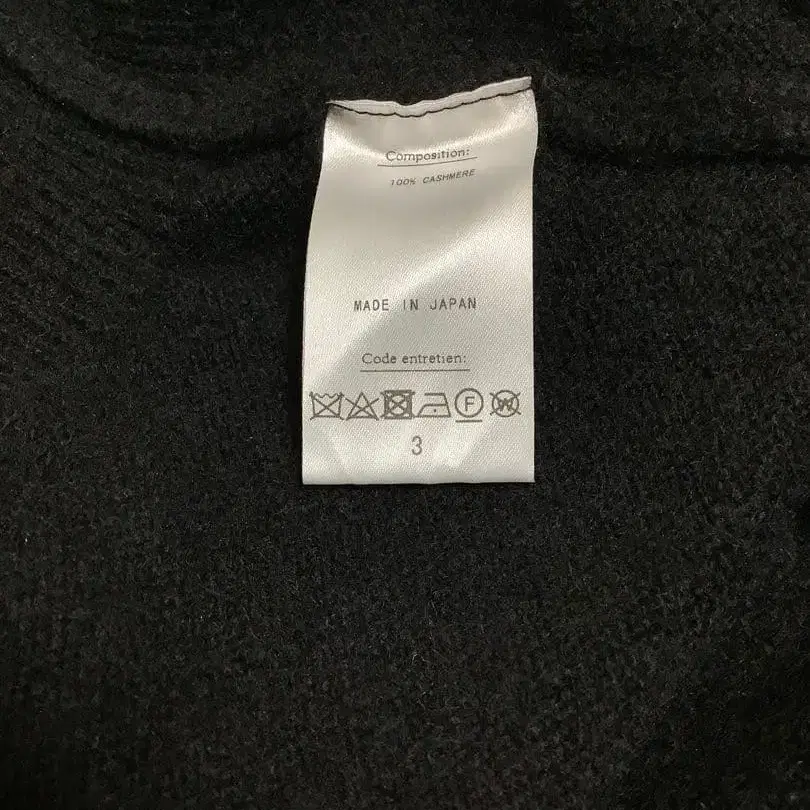 Composition:
100% CASHMERE
MADE IN JAPAN
Code entretien:
F W
3